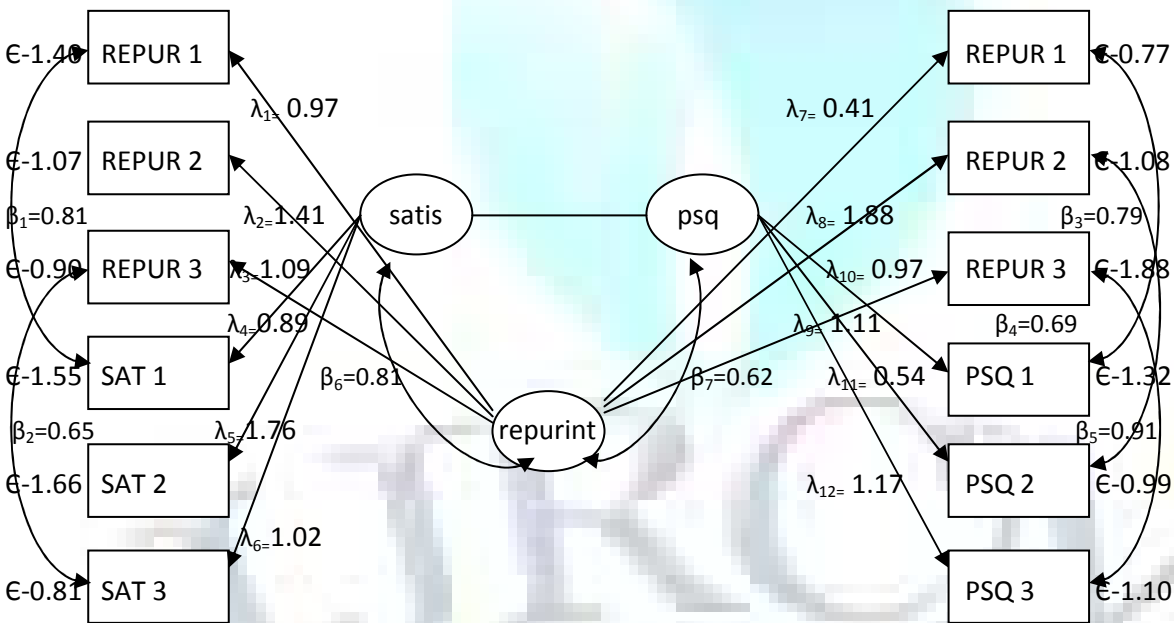 Є-1.40 REPUR 1 REPUR 1 Є-0.77
λ1= 0.97 λ7= 0.41
Є-1.07 REPUR 2 REPUR 2 Є-1.08
β1=0.81 λ2=1.41 satis psq λ8= 1.88 β3=0.79
Є-0.90 REPUR 3 λ3=1.09 λ10= 0.97 REPUR 3 Є-1.88
λ4=0.89 λ9= 1.11 β4=0.69
Є-1.55 SAT 1 β6=0.81 β7=0.62 λ11= 0.54 PSQ 1 Є-1.32
β2=0.65 λ5=1.76 repurint β5=0.91
Є-1.66 SAT 2 λ12= 1.17 PSQ 2 Є-0.99
λ6=1.02
Є-0.81 SAT 3 PSQ 3 Є-1.10